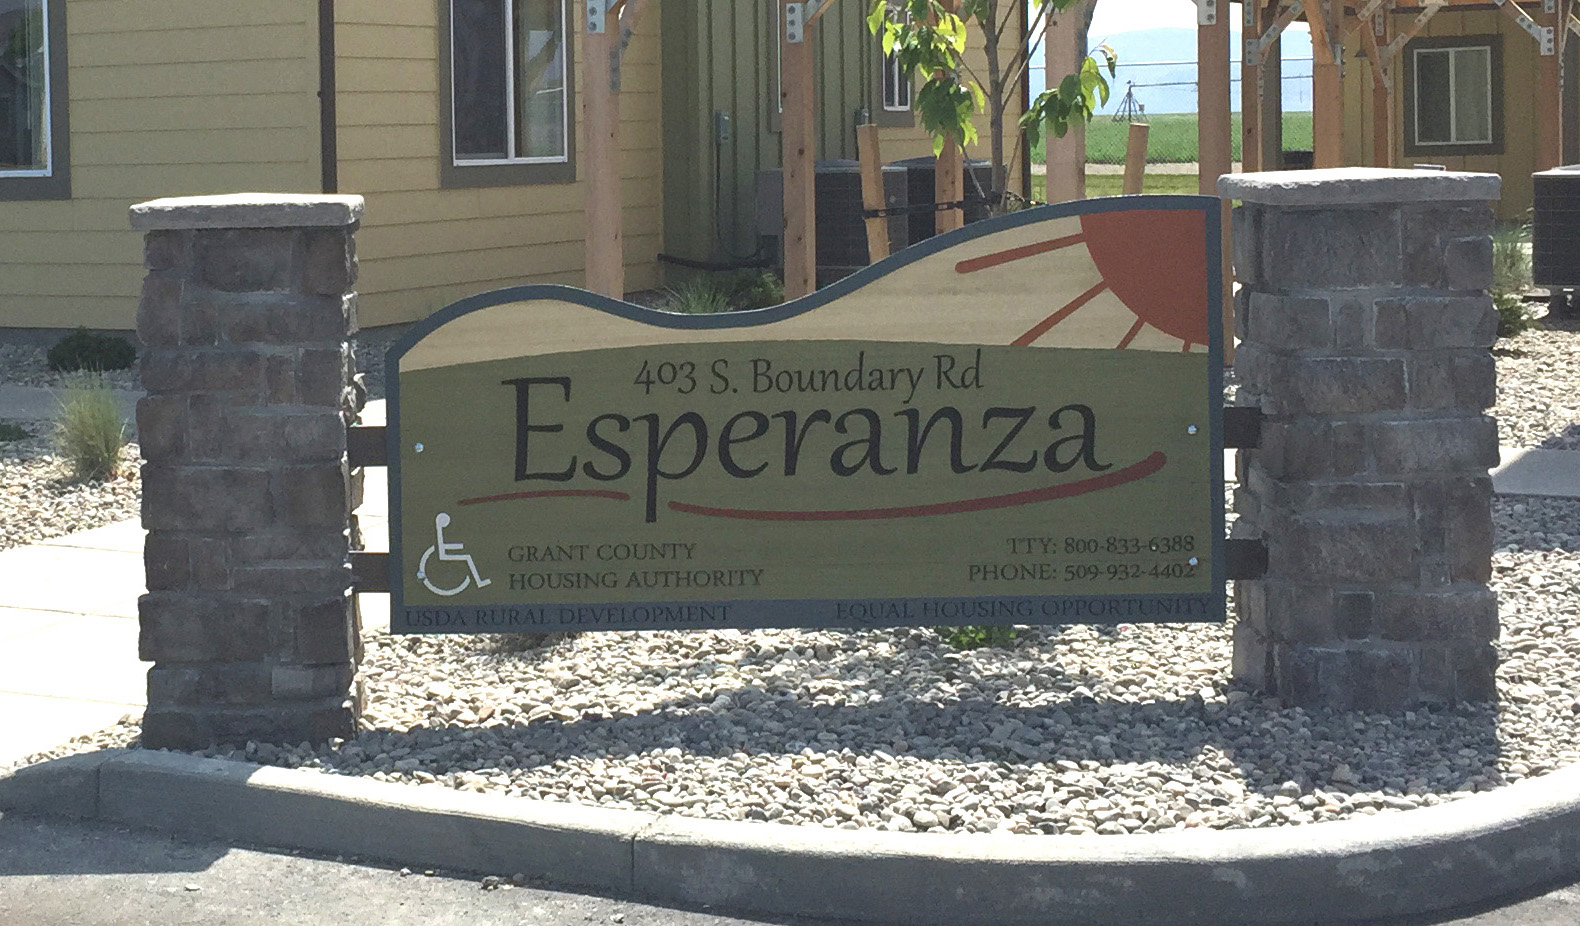 403 S. Boundary Rd
Esperanza
GRANT COUNTY
HOUSING AUTHORITY
TTY: 800-833-6388
PHONE: 509-932-4402
USDA RURAL DEVELOPMENT
EQUAL HOUSING OPPORTUNITY